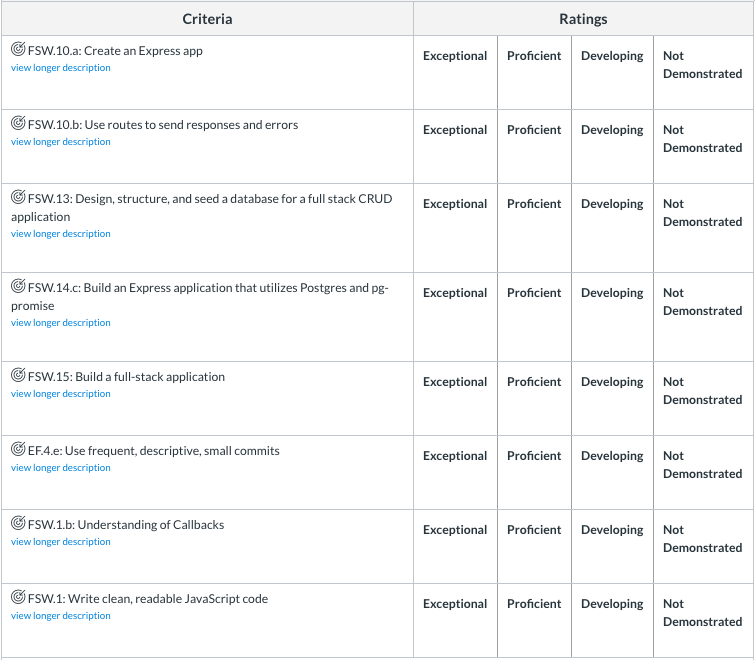 Criteria Ratings
FSW.10.a: Create an Express app
view longer description
Exceptional Proficient Developing Not
Demonstrated
FSW.10.b: Use routes to send responses and errors
view longer description
Exceptional Proficient Developing Not
Demonstrated
FSW.13: Design, structure, and seed a database for a full stack CRUD
application
view longer description
Exceptional Proficient Developing Not
Demonstrated
FSW.14.c: Build an Express application that utilizes Postgres and pg-
promise
view longer description
Exceptional Proficient Developing Not
Demonstrated
FSW.15: Build a full-stack application
view longer description
Exceptional Proficient Developing Not
Demonstrated
EF.4.e: Use frequent, descriptive, small commits
view longer description
Exceptional Proficient Developing Not
Demonstrated
FSW.1.b: Understanding of Callbacks
view longer description
Exceptional Proficient Developing Not
Demonstrated
FSW.1: Write clean, readable JavaScript code
view longer description
Exceptional Proficient Developing Not
Demonstrated